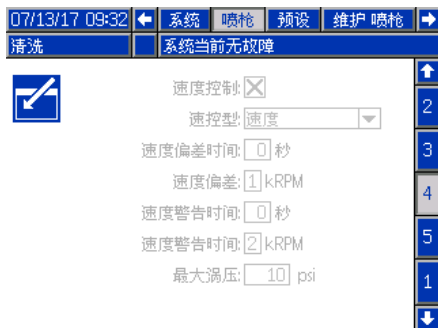 07/13/17 09:32 系统 喷枪 预设 维护 喷枪
清洗 系统当前无故障
速度控制:
速控型: 速度
2
速度偏差时间: 0 秒
3
速度偏差: 1 kRPM
4
速度警告时间: 0 秒
速度警告时间: 2 kRPM
5
最大涡压: 10 psi
1